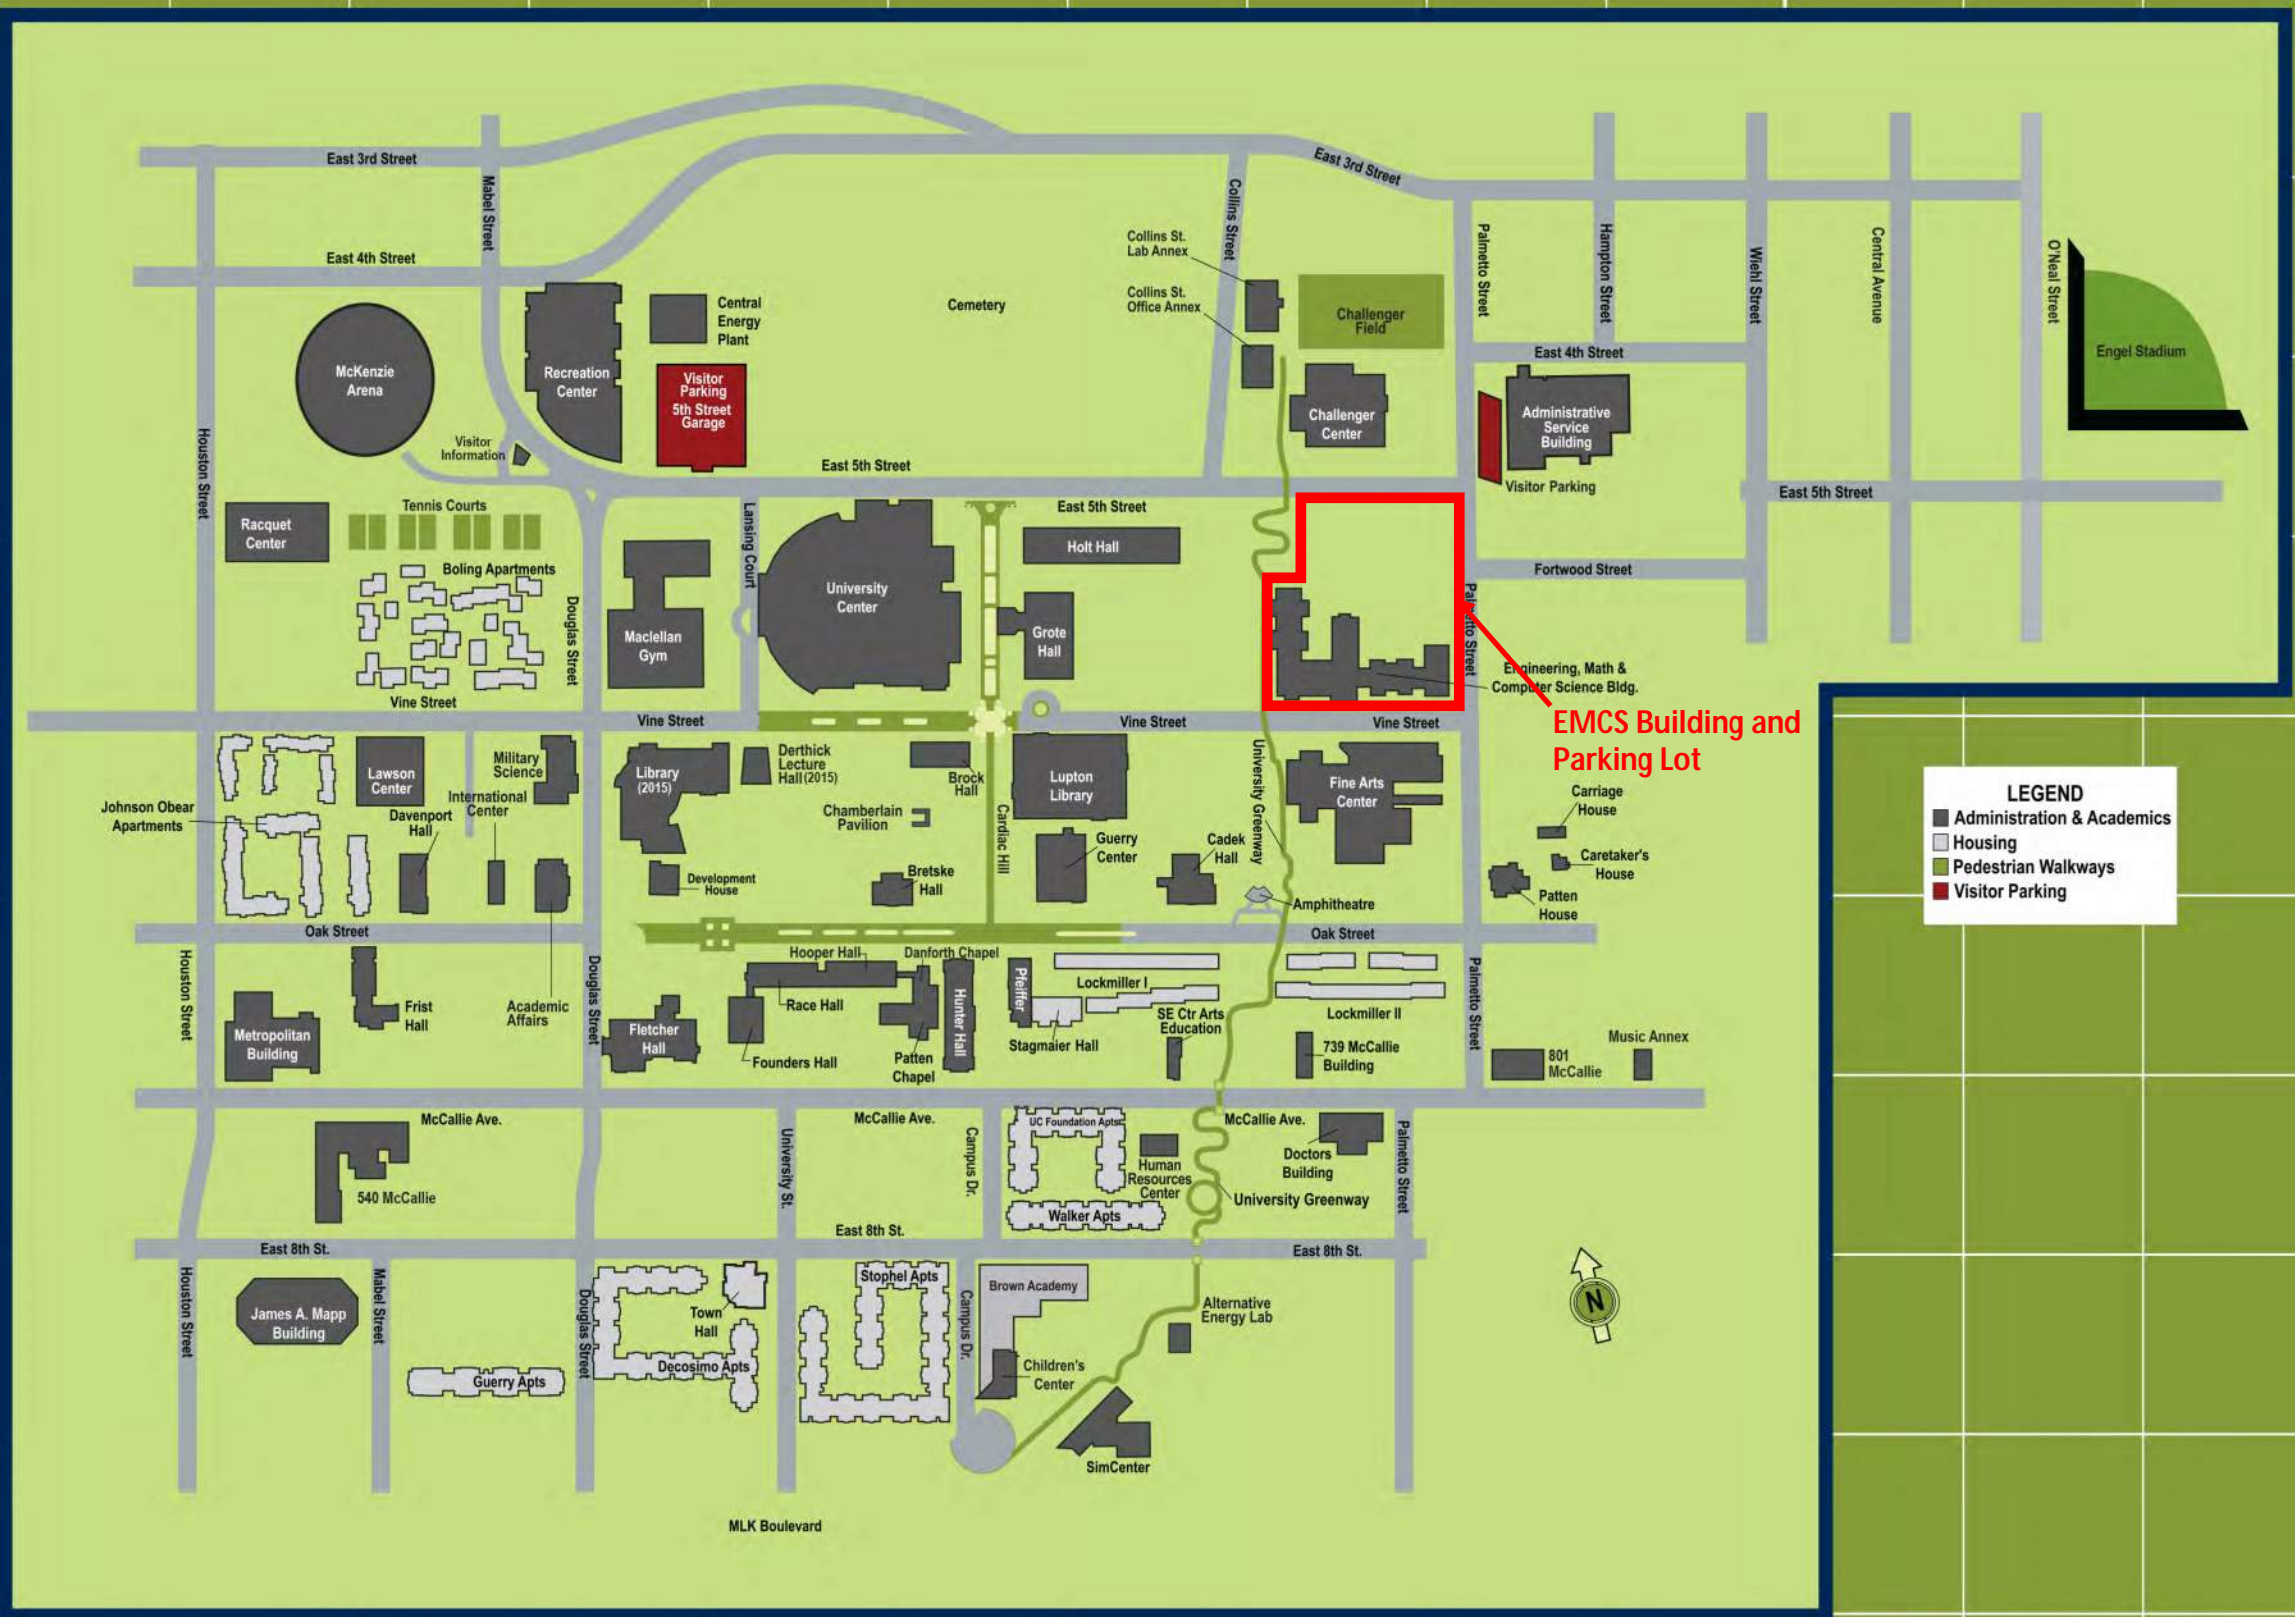 East 3rd Street
East 3rd Street
Mabel Street
Collins Street
Palmetto Street
Hampton Street
Wiehl Street
Central Avenue
O'Neal Street
East 4th Street
Collins St.
Lab Annex
Collins St.
Office Annex
Central
Energy
Plant
Cemetery
Challenger
Field
East 4th Street
Engel Stadium
McKenzie
Arena
Recreation
Center
Visitor
Parking
5th Street
Garage
Challenger
Center
Administrative
Service
Building
Houston Street
Visitor
Information
East 5th Street
Visitor Parking
East 5th Street
Tennis Courts
Racquet
Center
Lansing Court
East 5th Street
Holt Hall
Boling Apartments
Fortwood Street
University
Center
Douglas Street
Maclellan
Gym
Grote
Hall
Palmetto Street
Engineering, Math &
Computer Science Bldg.
Vine Street
Vine Street
Vine Street
Vine Street
EMCS Building and
Parking Lot
Lawson
Center
Military
Science
International
Center
Library
(2015)
Derthick
Lecture
Hall (2015)
Brock
Hall
Lupton
Library
University Greenway
Fine Arts
Center
Carriage
House
LEGEND
Administration & Academics
Housing
Pedestrian Walkways
Visitor Parking
Johnson Obear
Apartments
Davenport
Hall
Chamberlain
Pavilion
Cardiac Hill
Guerry
Center
Cadek
Hall
Caretaker's
House
Development
House
Bretske
Hall
Amphitheatre
Patten
House
Oak Street
Oak Street
Houston Street
Douglas Street
Hooper Hall
Danforth Chapel
Race Hall
Hunter Hall
Pfeiffer
Lockmiller I
Lockmiller II
Palmetto Street
Frist
Hall
Academic
Affairs
Metropolitan
Building
Fletcher
Hall
Founders Hall
Patten
Chapel
Stagmaier Hall
SE Ctr Arts
Education
739 McCallie
Building
801
McCallie
Music Annex
McCallie Ave.
McCallie Ave.
McCallie Ave.
University St.
Campus Dr.
UC Foundation Apts
Human
Resources
Center
Doctors
Building
Palmetto Street
540 McCallie
Walker Apts
University Greenway
East 8th St.
East 8th St.
East 8th St.
Houston Street
James A. Mapp
Building
Mabel Street
Douglas Street
Town
Hall
Decosimo Apts
Guerry Apts
Stophel Apts
Campus Dr.
Brown Academy
Children's
Center
Alternative
Energy Lab
N
SimCenter
MLK Boulevard